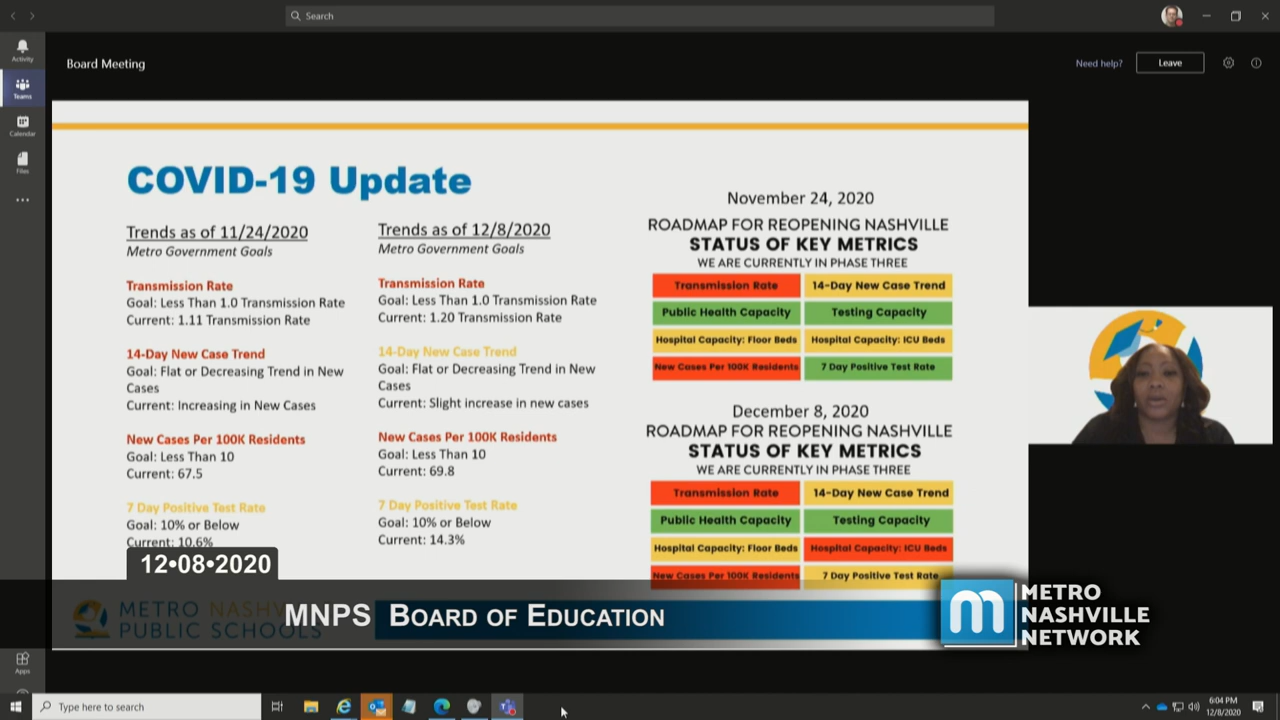 Search
Activity
Teams
Calendar
Files
Apps
Board Meeting
Need help?
Leave
COVID-19 Update
Trends as of 11/24/2020
Metro Government Goals
Transmission Rate
Goal: Less Than 1.0 Transmission Rate
Current: 1.11 Transmission Rate
14-Day New Case Trend
Goal: Flat or Decreasing Trend in New
Cases
Current: Increasing in New Cases
New Cases Per 100K Residents
Goal: Less Than 10
Current: 67.5
7 Day Positive Test Rate
Goal: 10% or Below
Current: 10.6%
Trends as of 12/8/2020
Metro Government Goals
Transmission Rate
Goal: Less Than 1.0 Transmission Rate
Current: 1.20 Transmission Rate
14-Day New Case Trend
Goal: Flat or Decreasing Trend in New
Cases
Current: Slight increase in new cases
New Cases Per 100K Residents
Goal: Less Than 10
Current: 69.8
7 Day Positive Test Rate
Goal: 10% or Below
Current: 14.3%
November 24, 2020
ROADMAP FOR REOPENING NASHVILLE
STATUS OF KEY METRICS
WE ARE CURRENTLY IN PHASE THREE
Transmission Rate
14-Day New Case Trend
Public Health Capacity
Testing Capacity
Hospital Capacity: Floor Beds
Hospital Capacity: ICU Beds
New Cases Per 100K Residents
7 Day Positive Test Rate
December 8, 2020
ROADMAP FOR REOPENING NASHVILLE
STATUS OF KEY METRICS
WE ARE CURRENTLY IN PHASE THREE
Transmission Rate
14-Day New Case Trend
Public Health Capacity
Testing Capacity
Hospital Capacity: Floor Beds
Hospital Capacity: ICU Beds
New Cases Per 100K Residents
7 Day Positive Test Rate
12•08•2020
METRO NASHVILLE
PUBLIC SCHOOLS
MNPS BOARD OF EDUCATION
m
METRO
NASHVILLE
NETWORK
Type here to search
6:04 PM
12/8/2020